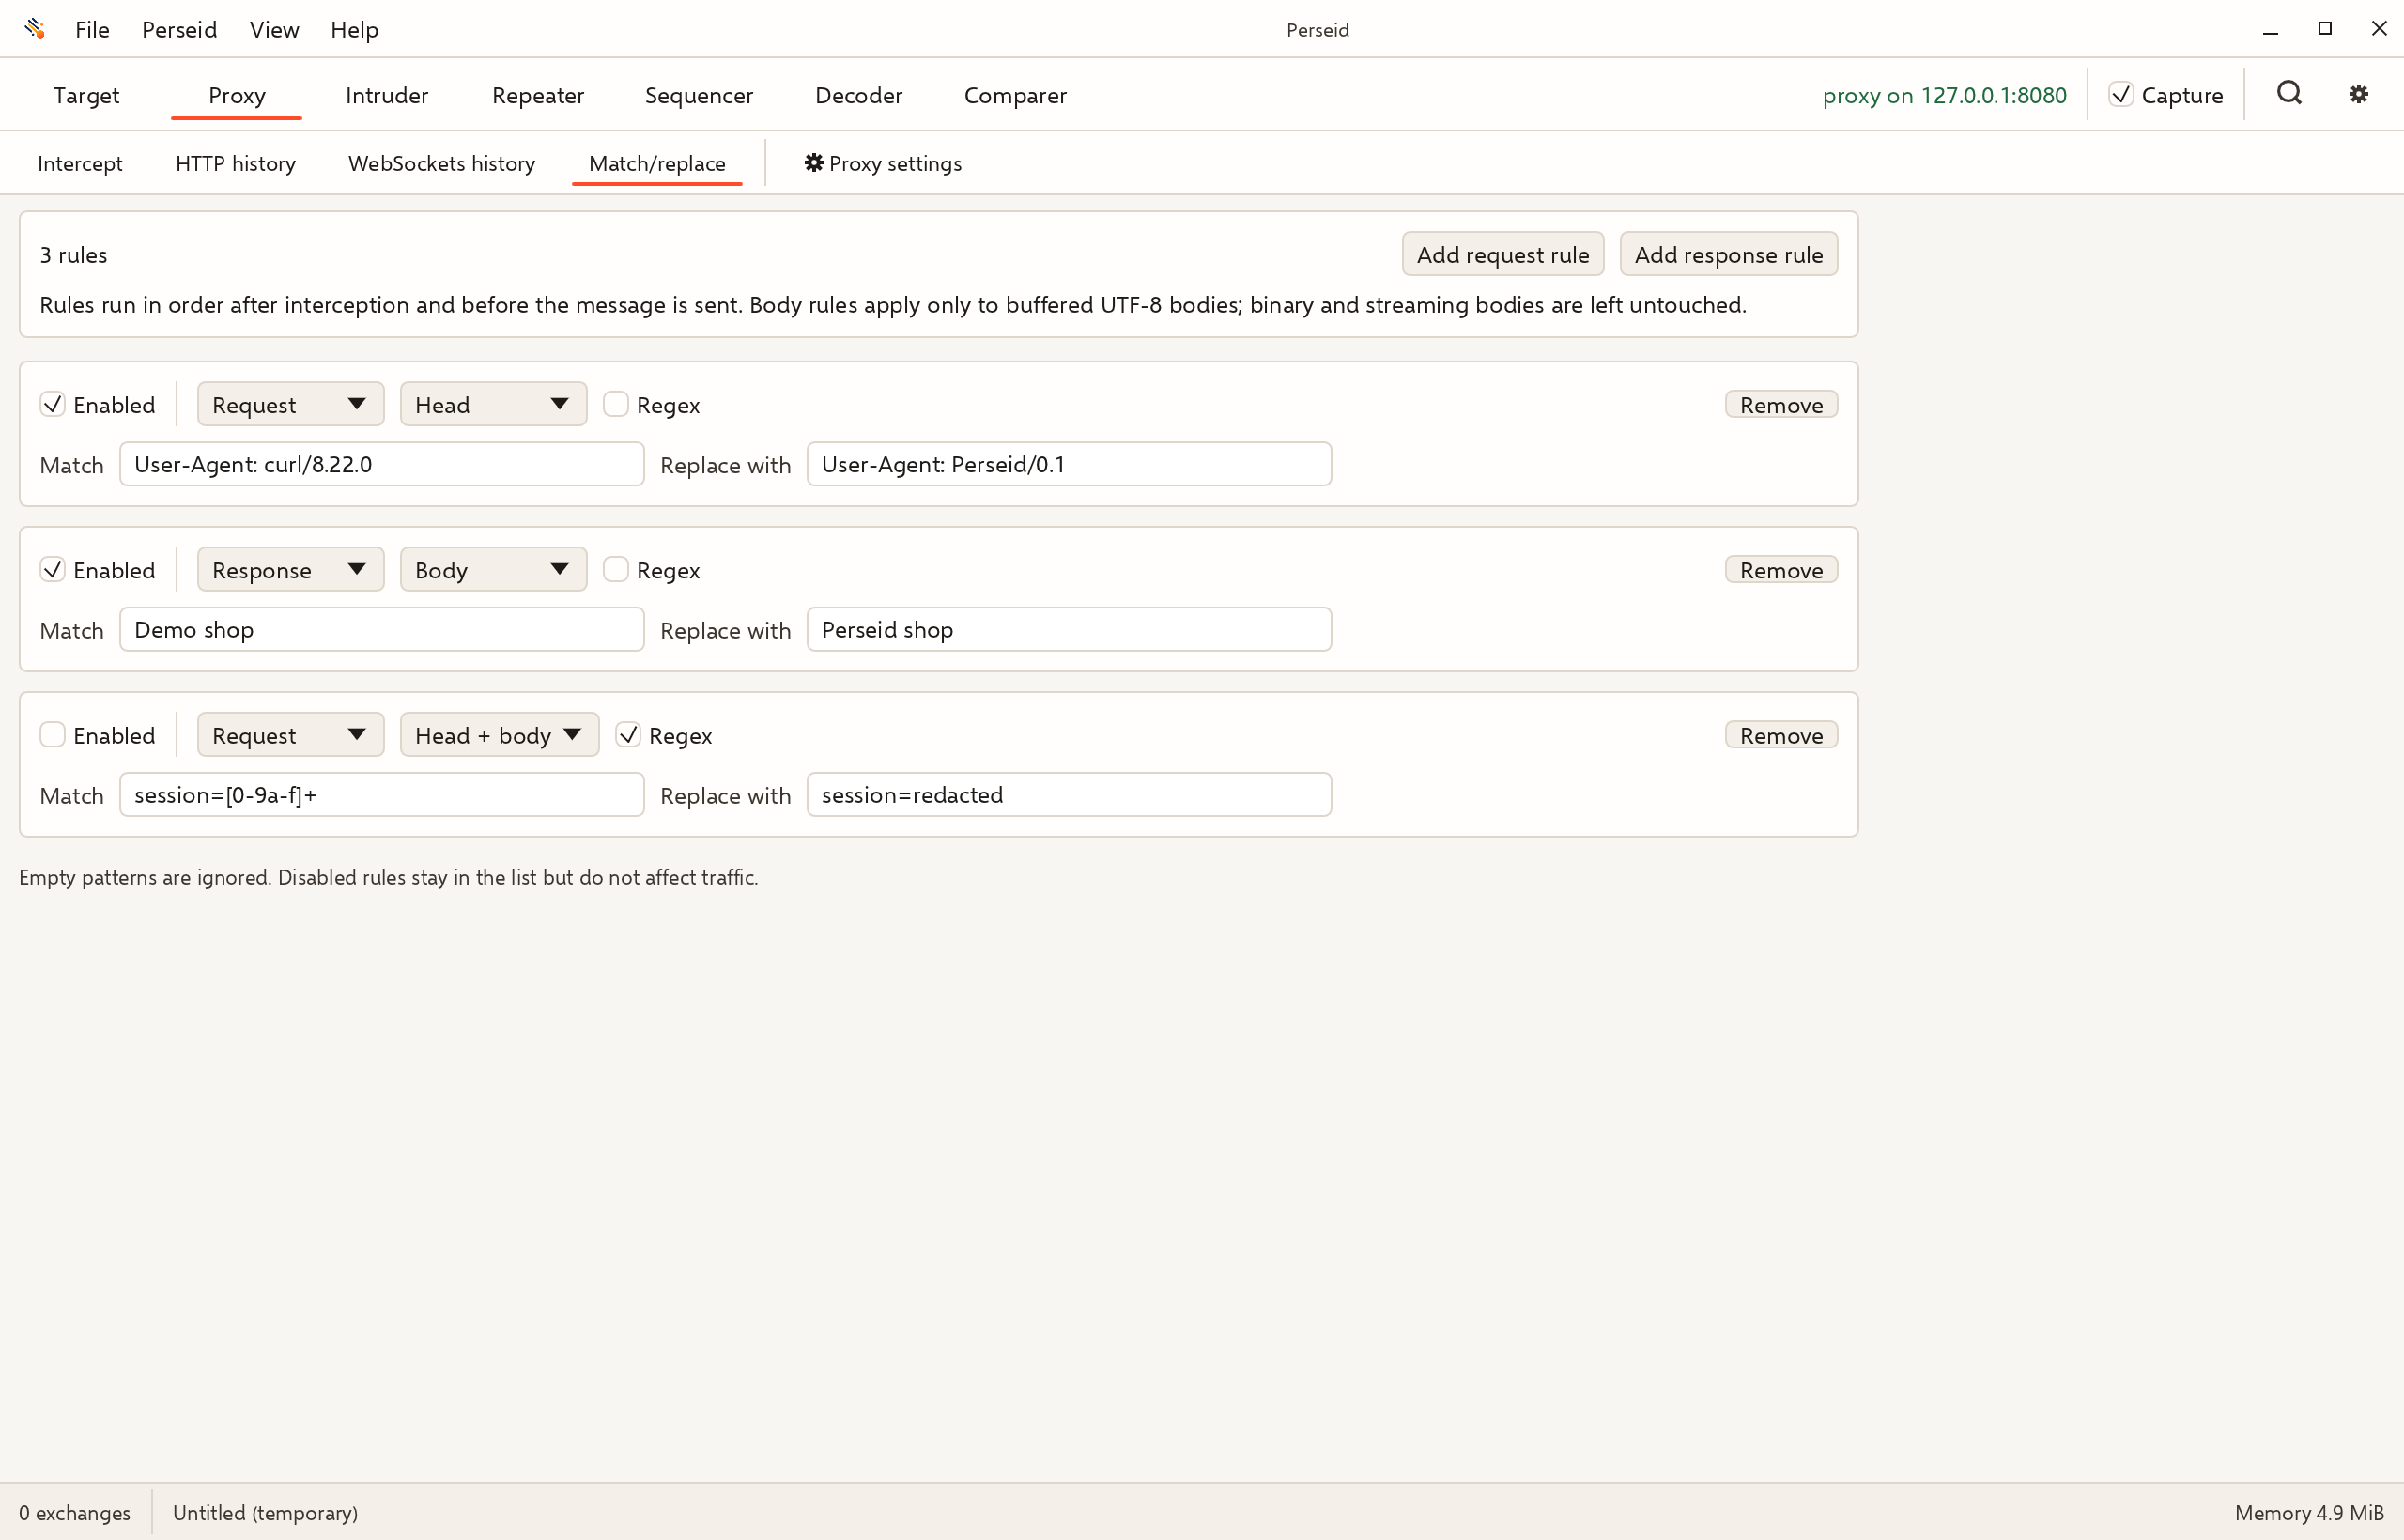 File Perseid View Help Perseid
Target Proxy Intruder Repeater Sequencer Decoder Comparer proxy on 127.0.0.1:8080 Capture
Intercept HTTP history WebSockets history Match/replace Proxy settings
3 rules Add request rule Add response rule
Rules run in order after interception and before the message is sent. Body rules apply only to buffered UTF-8 bodies; binary and streaming bodies are left untouched.
Enabled Request Head Regex Remove
Match User-Agent: curl/8.22.0 Replace with User-Agent: Perseid/0.1
Enabled Response Body Regex Remove
Match Demo shop Replace with Perseid shop
Enabled Request Head + body Regex Remove
Match session=[0-9a-f]+ Replace with session=redacted
Empty patterns are ignored. Disabled rules stay in the list but do not affect traffic.
0 exchanges Untitled (temporary) Memory 4.9 MiB